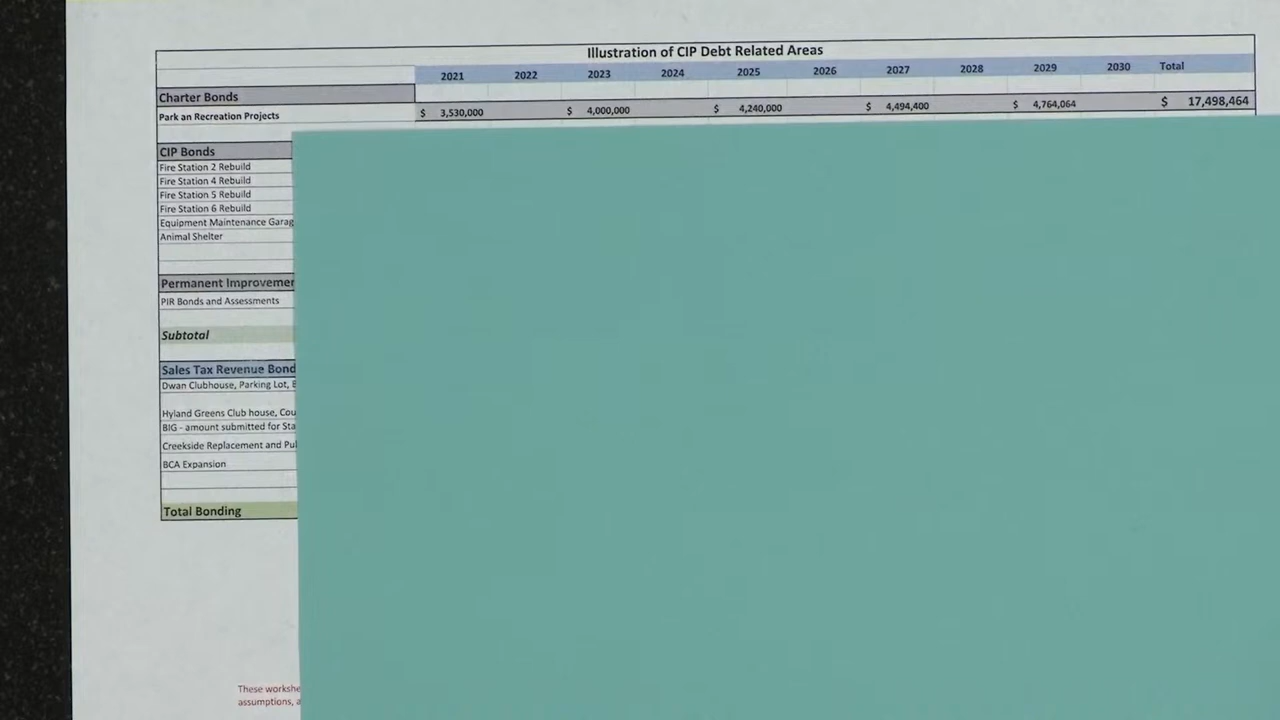 Illustration of CIP Debt Related Areas
2021 2022 2023 2024 2025 2026 2027 2028 2029 2030 Total
Charter Bonds
Park an Recreation Projects $ 3,530,000 $ 4,000,000 $ 4,240,000 $ 4,494,400 $ 4,764,064 $ 17,498,464
CIP Bonds
Fire Station 2 Rebuild
Fire Station 4 Rebuild
Fire Station 5 Rebuild
Fire Station 6 Rebuild
Equipment Maintenance Garag
Animal Shelter
Permanent Improvemen
PIR Bonds and Assessments
Subtotal
Sales Tax Revenue Bond
Dwan Clubhouse, Parking Lot, E
Hyland Greens Club house, Cou
BIG - amount submitted for Sta
Creekside Replacement and Pul
BCA Expansion
Total Bonding
These workshe
assumptions, a